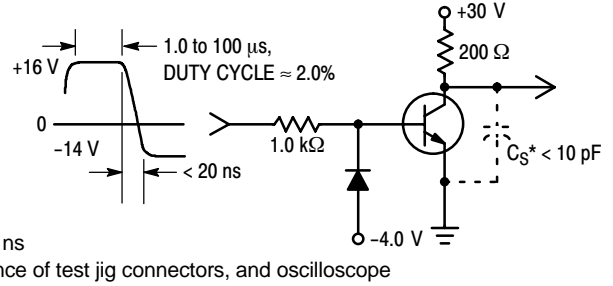 +30 V
1.0 to 100 μs,
DUTY CYCLE ≈ 2.0%
+16 V
200 Ω
0
1.0 kΩ
-14 V
CS* < 10 pF
< 20 ns
-4.0 V
ns
nce of test jig connectors, and oscilloscope